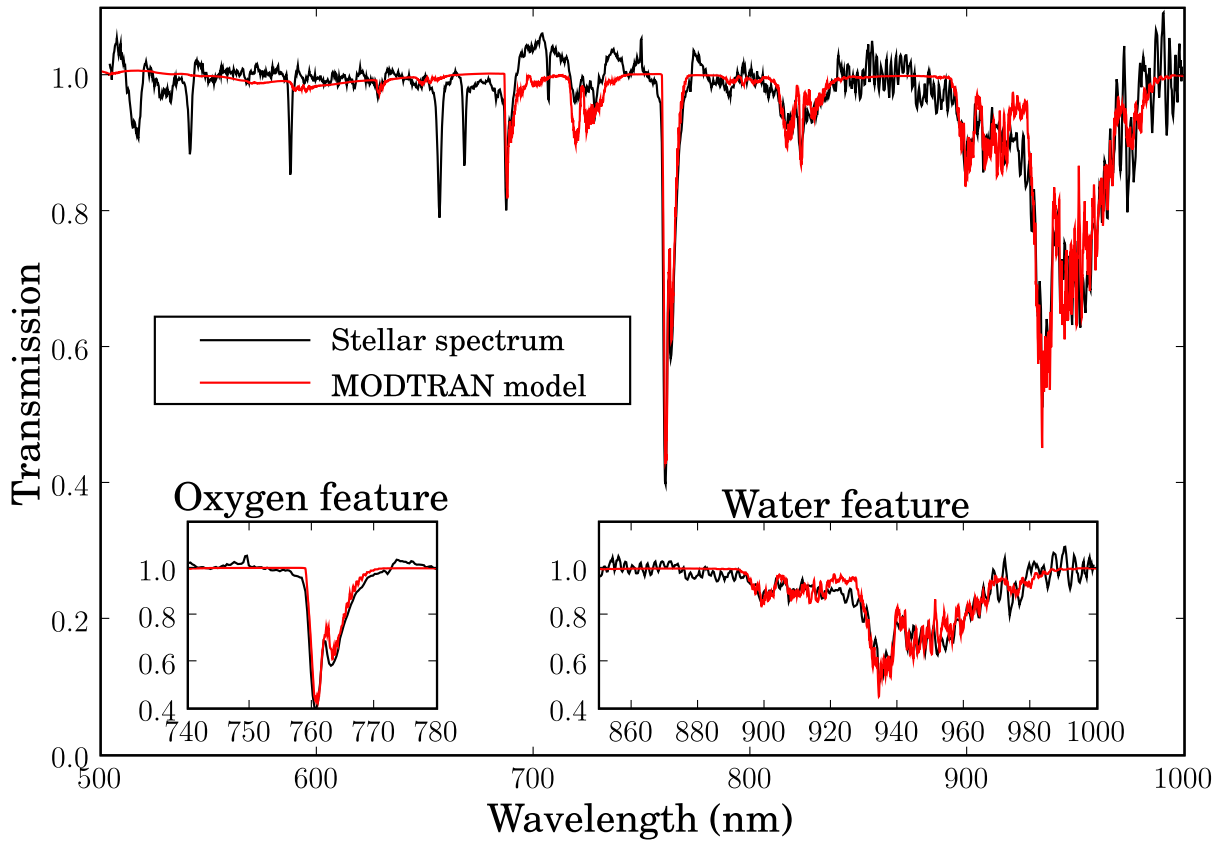 1.0
0.8
0.6
0.4
0.2
0.0
Transmission
Stellar spectrum
MODTRAN model
Oxygen feature
1.0
0.8
0.6
0.4
740 750 760 770 780
Water feature
1.0
0.8
0.6
0.4
860 880 900 920 940 960 980 1000
500 600 700 800 900 1000
Wavelength (nm)